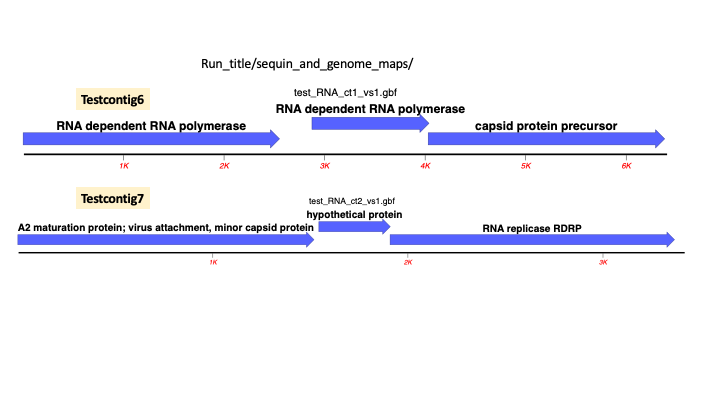 Run_title/sequin_and_genome_maps/
Testcontig6
test_RNA_ct1_vs1.gbf
RNA dependent RNA polymerase
RNA dependent RNA polymerase
capsid protein precursor
1K 2K 3K 4K 5K 6K
Testcontig7
test_RNA_ct2_vs1.gbf
hypothetical protein
A2 maturation protein; virus attachment, minor capsid protein
RNA replicase RDRP
1K 2K 3K